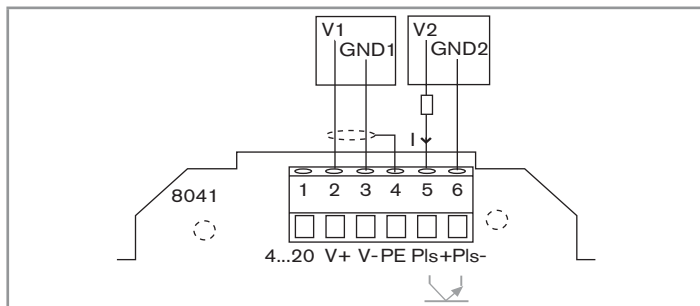 V1 V2
GND1 GND2
I
1 2 3 4 5 6
8041
4...20 V+ V- PE Pls+ Pls-